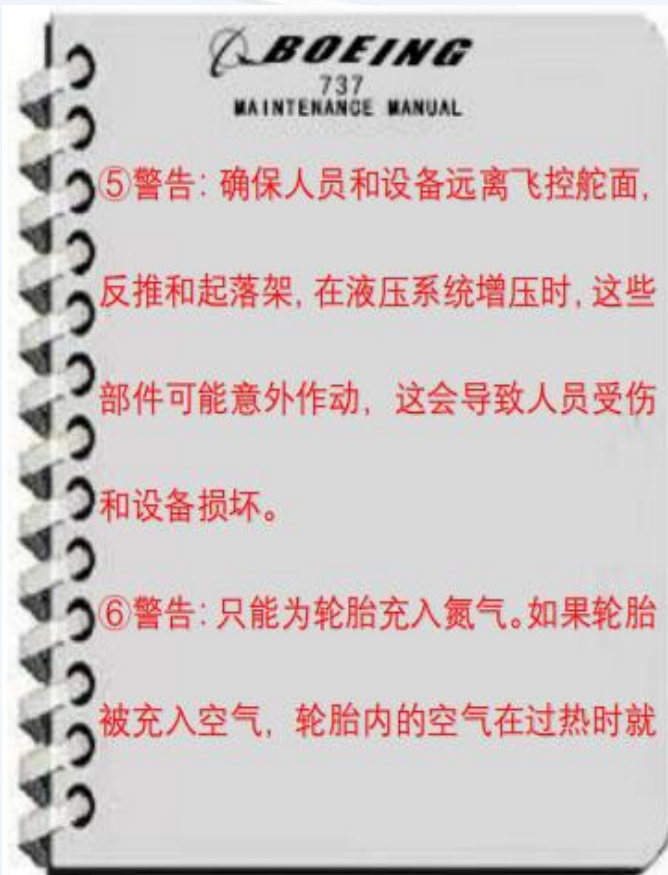 BOEING
737
MAINTENANCE MANUAL
⑤警告：确保人员和设备远离飞控舵面，
反推和起落架，在液压系统增压时，这些
部件可能意外作动，这会导致人员受伤
和设备损坏。
⑥警告：只能为轮胎充入氮气。如果轮胎
被充入空气，轮胎内的空气在过热时就